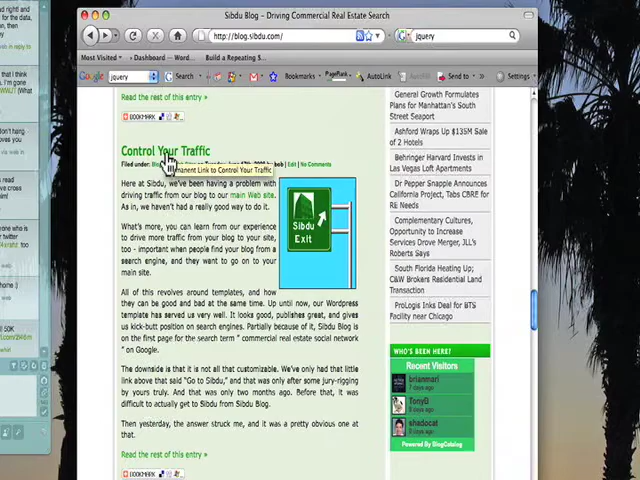 Sibdu Blog – Driving Commercial Real Estate Search
http://blog.sibdu.com/
jquery
Most Visited
Dashboard
Build a Repeating S...
Google
jquery
Search
Bookmarks
PageRank
AutoLink
AutoFill
Send to
Settings
Read the rest of this entry »
BOOKMARK
Control Your Traffic
Filed under:
bob | Edit | No Comments
Permanent Link to Control Your Traffic
Here at Sibdu, we've been having a problem with
driving traffic from our blog to our main Web site.
As in, we haven't had a really good way to do it.
What's more, you can learn from our experience
to drive more traffic from your blog to your site,
too - important when people find your blog from a
search engine, and they want to go on to your
main site.
Sibdu
Exit
All of this revolves around templates, and how
they can be good and bad at the same time. Up until now, our Wordpress
template has served us very well. It looks good, publishes great, and gives
us kick-butt position on search engines. Partially because of it, Sibdu Blog is
on the first page for the search term " commercial real estate social network
" on Google.
The downside is that it is not all that customizable. We've only had that little
link above that said "Go to Sibdu," and that was only after some jury-rigging
by yours truly. And that was only two months ago. Before that, it was
difficult to actually get to Sibdu from Sibdu Blog.
Then yesterday, the answer struck me, and it was a pretty obvious one at
that.
Read the rest of this entry »
BOOKMARK
General Growth Formulates
Plans for Manhattan's South
Street Seaport
Ashford Wraps Up $135M Sale
of 2 Hotels
Behringer Harvard Invests in
Las Vegas Loft Apartments
Dr Pepper Snapple Announces
California Project, Tabs CBRE for
IE Needs
Complementary Cultures,
Opportunity to Increase
Services Drove Merger, JLL's
Roberts Says
South Florida Heating Up;
C&W Brokers Residential Land
Transaction
ProLogis Inks Deal for BTS
Facility near Chicago
WHO'S BEEN HERE?
Recent Visitors
brianmari
7 days ago
TonyB
shadocat
Powered By BlogCatalog